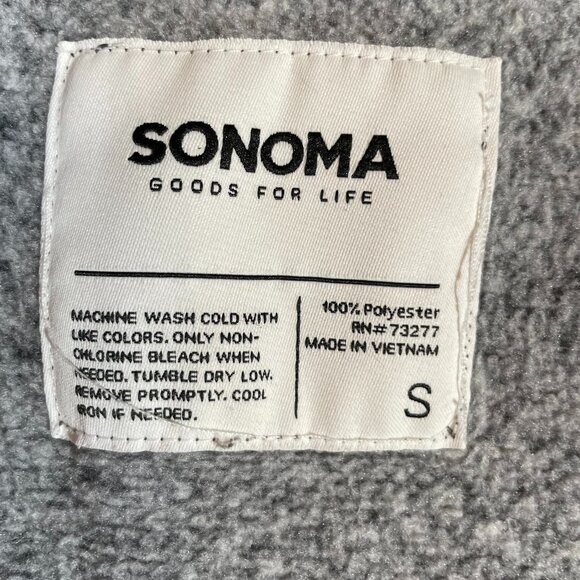 SONOMA
GOODS FOR LIFE
MACHINE WASH COLD WITH
LIKE COLORS. ONLY NON-
CHLORINE BLEACH WHEN
NEEDED. TUMBLE DRY LOW.
REMOVE PROMPTLY. COOL
IRON IF NEEDED.
100% Polyester
RN#73277
MADE IN VIETNAM
S